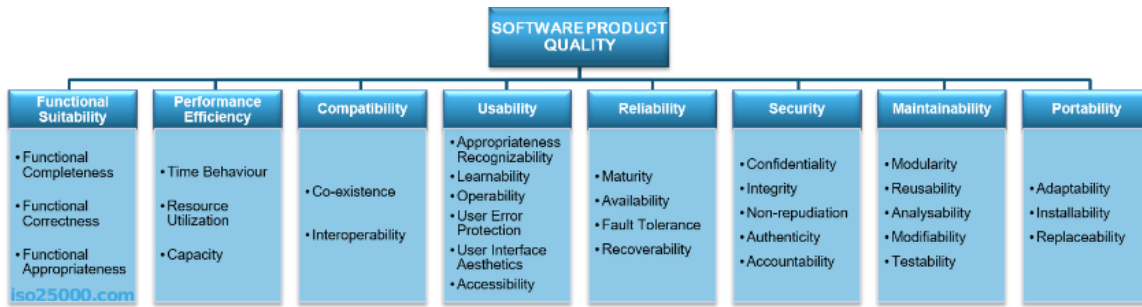 SOFTWARE PRODUCT
QUALITY
Functional
Suitability
• Functional
Completeness
• Functional
Correctness
• Functional
Appropriateness
Performance
Efficiency
• Time Behaviour
• Resource
Utilization
• Capacity
Compatibility
• Co-existence
• Interoperability
Usability
• Appropriateness
Recognizability
• Learnability
• Operability
• User Error
Protection
• User Interface
Aesthetics
• Accessibility
Reliability
• Maturity
• Availability
• Fault Tolerance
• Recoverability
Security
• Confidentiality
• Integrity
• Non-repudiation
• Authenticity
• Accountability
Maintainability
• Modularity
• Reusability
• Analysability
• Modifiability
• Testability
Portability
• Adaptability
• Installability
• Replaceability
iso25000.com